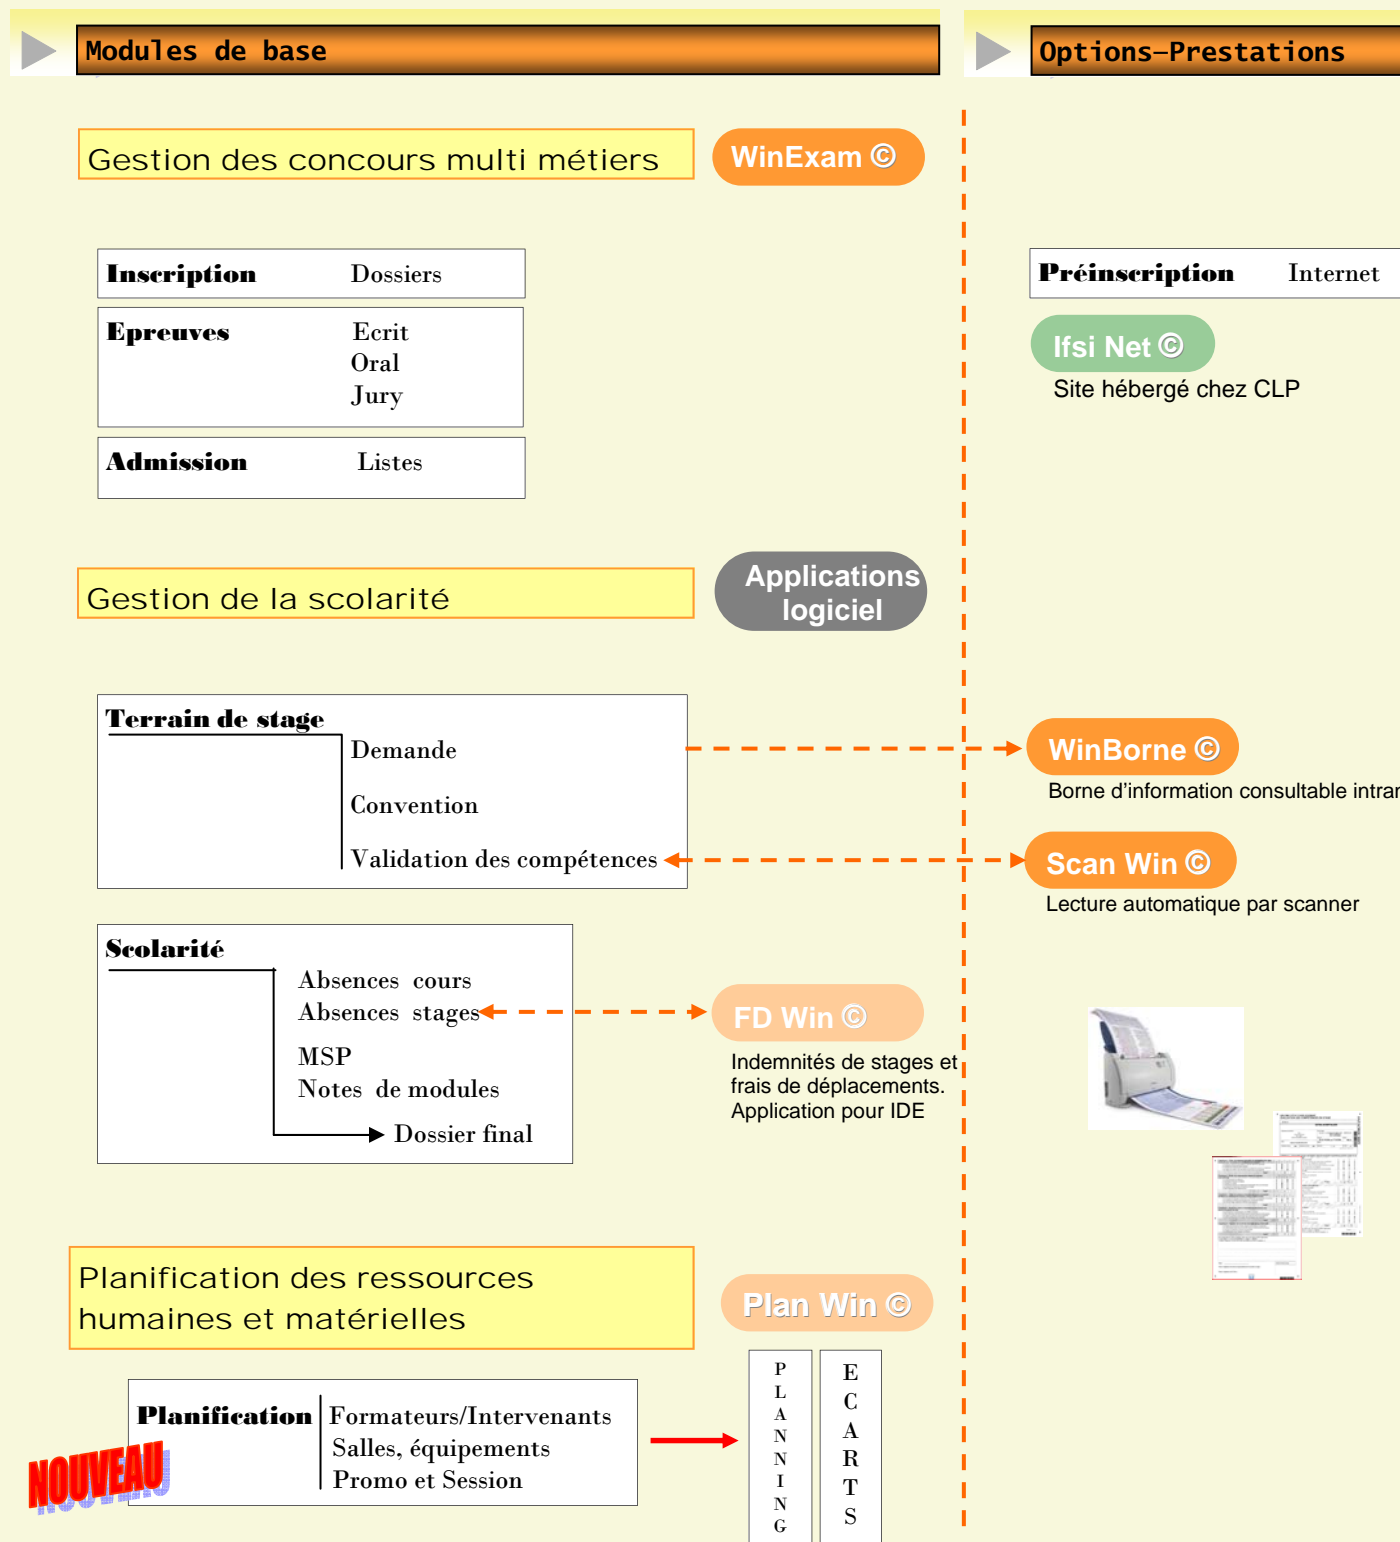 Modules de base
Options–Prestations
Gestion des concours multi métiers
WinExam ©
Inscription Dossiers
Préinscription Internet
Epreuves Ecrit
Oral
Jury
Ifsi Net ©
Site hébergé chez CLP
Admission Listes
Gestion de la scolarité
Applications
logiciel
Terrain de stage
Demande
Convention
Validation des compétences
WinBorne ©
Borne d’information consultable intrar
Scan Win ©
Lecture automatique par scanner
Scolarité
Absences cours
Absences stages
MSP
Notes de modules
Dossier final
FD Win ©
Indemnités de stages et
frais de déplacements.
Application pour IDE
Planification des ressources
humaines et matérielles
Plan Win ©
Planification Formateurs/Intervenants
Salles, équipements
Promo et Session
NOUVEAU
PLANNING
ECARTS